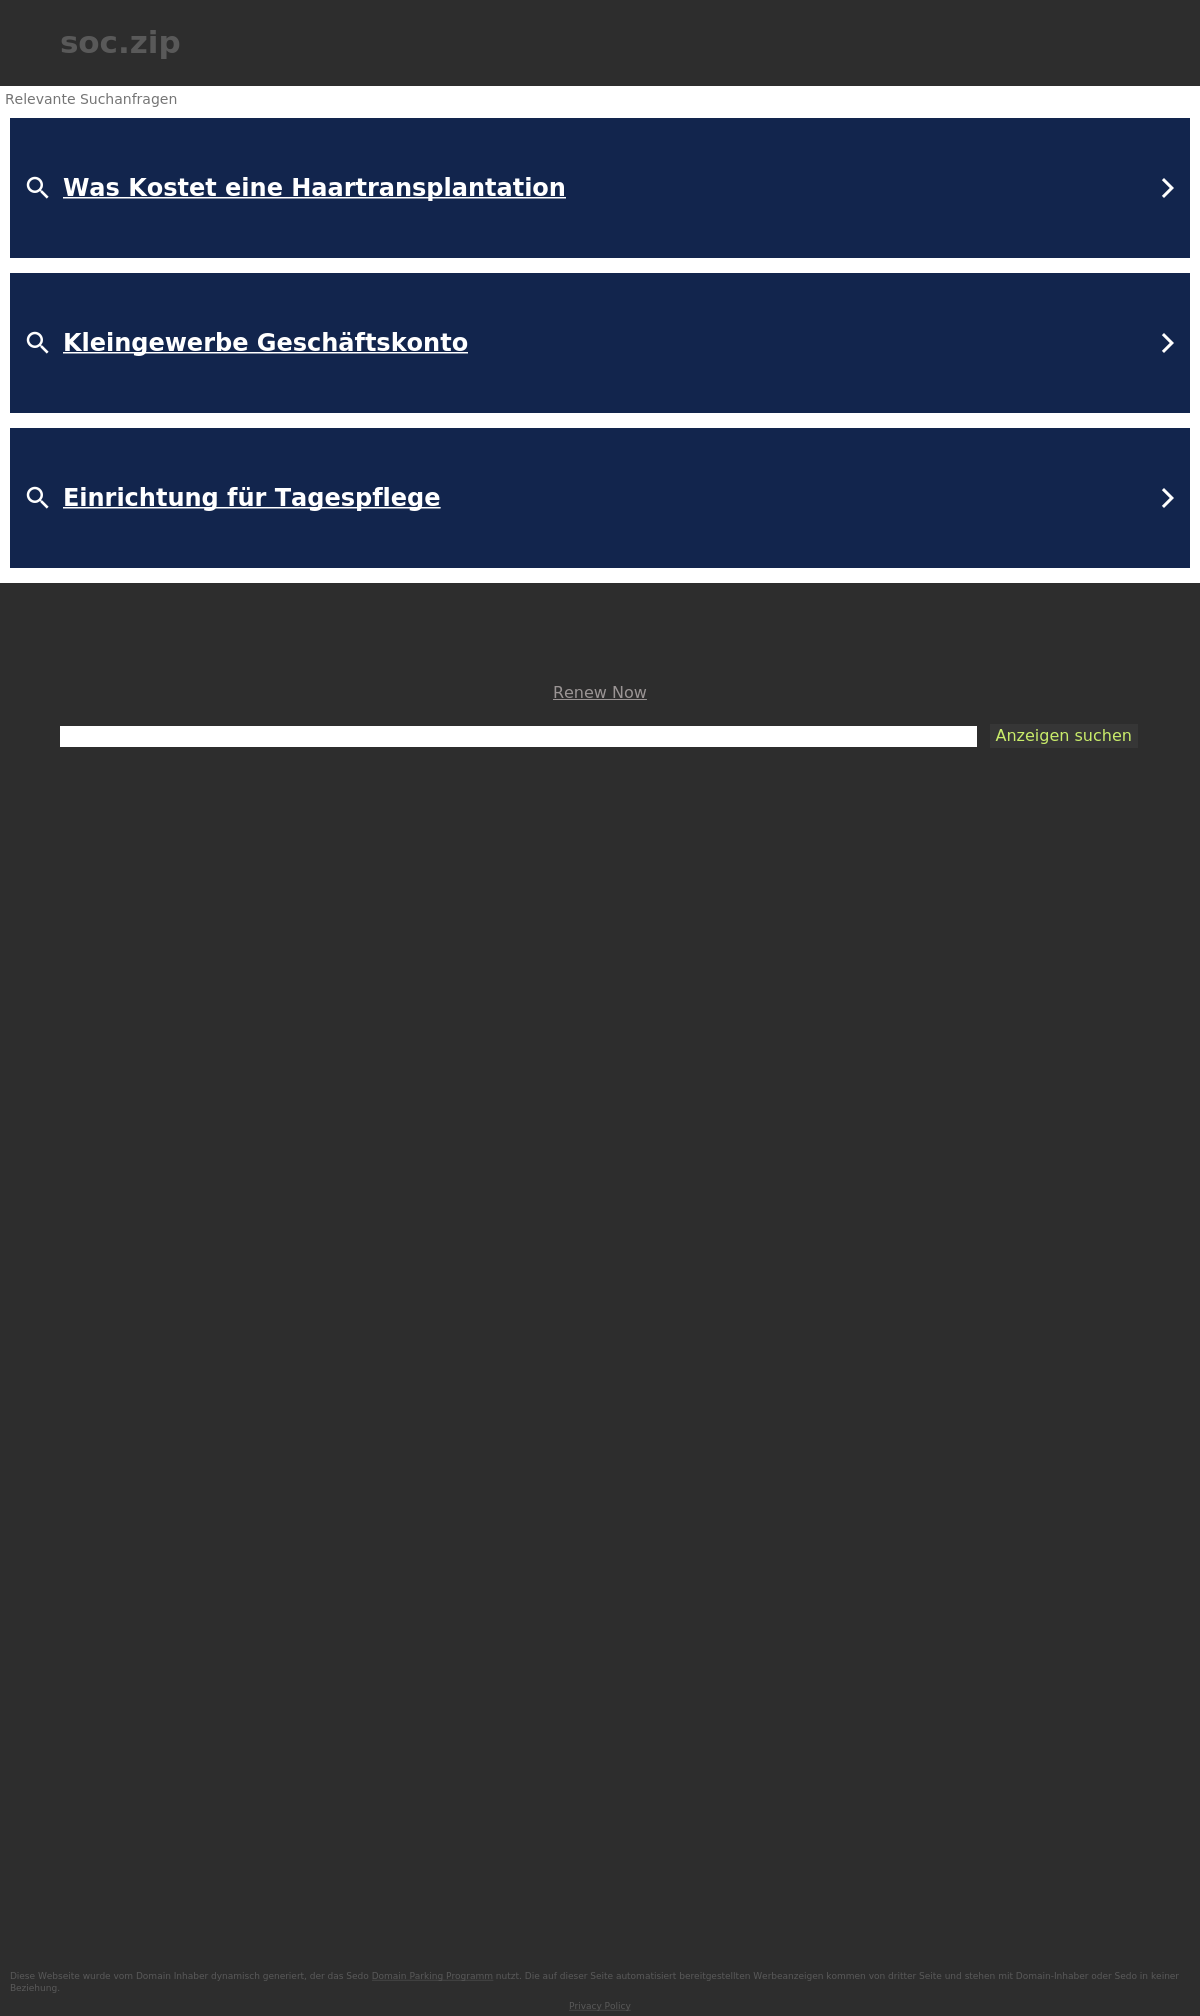 soc.zip
Relevante Suchanfragen
Was Kostet eine Haartransplantation
Kleingewerbe Geschäftskonto
Einrichtung für Tagespflege
Renew Now
Anzeigen suchen
Diese Webseite wurde vom Domain Inhaber dynamisch generiert, der das Sedo Domain Parking Programm nutzt. Die auf dieser Seite automatisiert bereitgestellten Werbeanzeigen kommen von dritter Seite und stehen mit Domain-Inhaber oder Sedo in keiner
Beziehung.
Privacy Policy